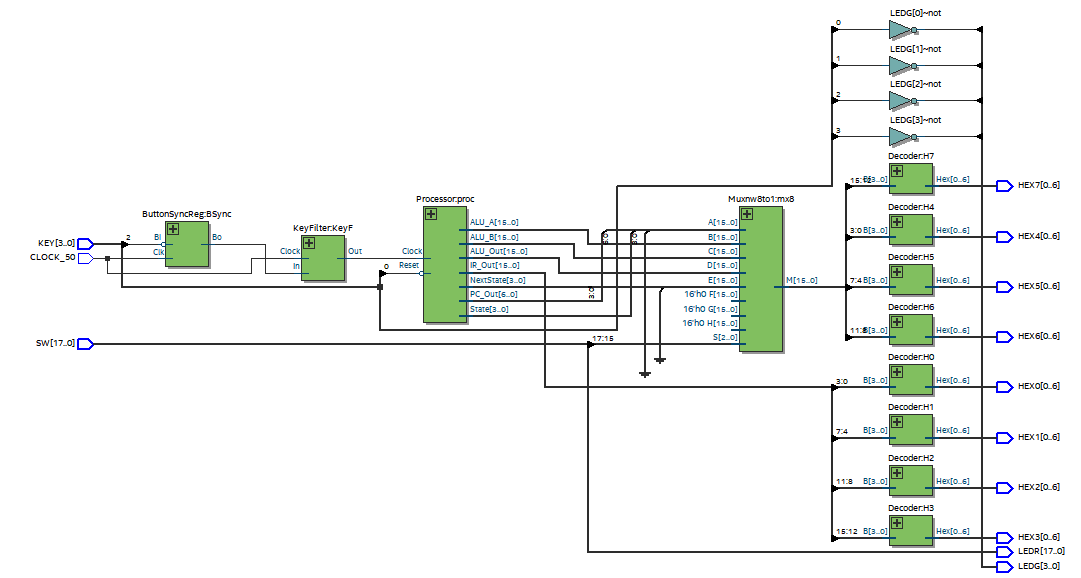 LEDG[0]~not
0
LEDG[1]~not
1
LEDG[2]~not
2
LEDG[3]~not
3
Decoder:H7
15:12 B[3..0] Hex[0..6] HEX7[0..6]
Decoder:H4
3:0 B[3..0] Hex[0..6] HEX4[0..6]
Decoder:H5
7:4 B[3..0] Hex[0..6] HEX5[0..6]
Decoder:H6
11:8 B[3..0] Hex[0..6] HEX6[0..6]
Decoder:H0
3:0 B[3..0] Hex[0..6] HEX0[0..6]
Decoder:H1
7:4 B[3..0] Hex[0..6] HEX1[0..6]
Decoder:H2
11:8 B[3..0] Hex[0..6] HEX2[0..6]
Decoder:H3
15:12 B[3..0] Hex[0..6] HEX3[0..6]
LEDR[17..0]
LEDG[3..0]
KEY[3..0]
CLOCK_50
SW[17..0]
2
ButtonSyncReg:BSync
Bi
Clk
Bo
KeyFilter:KeyF
Clock
In
Out
0
Processor:proc
Clock
Reset
ALU_A[15..0]
ALU_B[15..0]
ALU_Out[15..0]
IR_Out[15..0]
NextState[3..0]
PC_Out[6..0]
State[3..0]
3:0
6:0
3:0
17:15
Muxnw8to1:mx8
A[15..0]
B[15..0]
C[15..0]
D[15..0]
E[15..0]
16'h0 F[15..0]
16'h0 G[15..0]
16'h0 H[15..0]
S[2..0]
M[15..0]